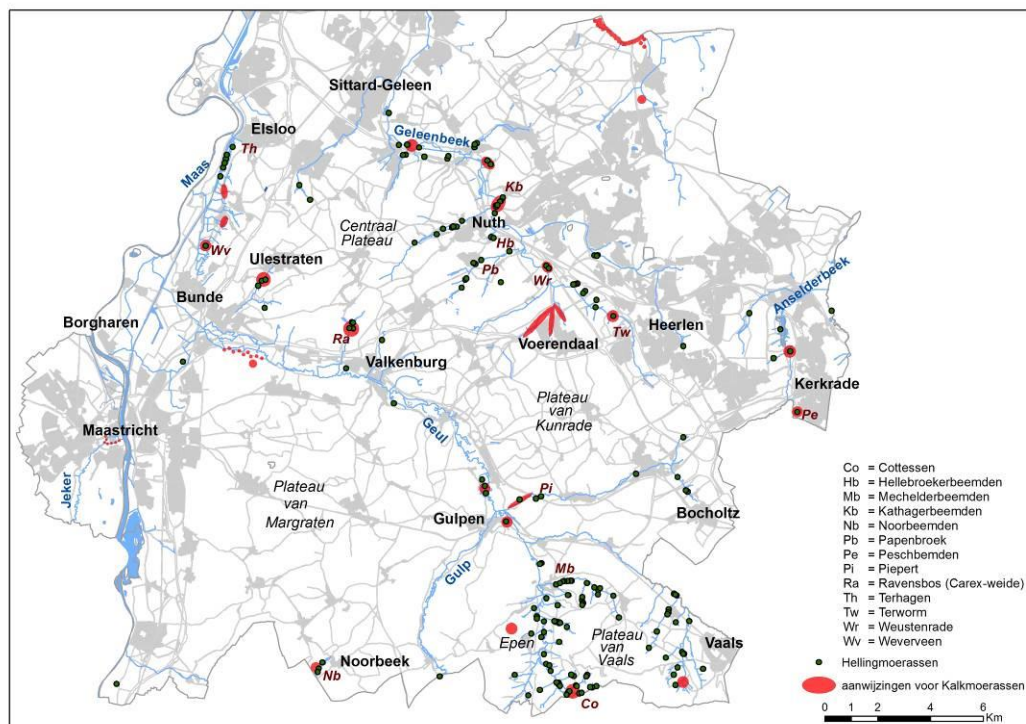 Sittard-Geleen
Elsloo
Geleenbeek
Th
Maas
Kb
Centraal
Plateau
Nuth
Hb
Wv
Ulestraten
Pb
Wr
Anselderbeek
Bunde
Borgharen
Tw
Heerlen
Ra
Voerendaal
Valkenburg
Kerkrade
Plateau
van
Kunrade
Pe
Maastricht
Geul
Jeker
Plateau
van
Margraten
Pi
Gulpen
Bocholtz
Gulp
Mb
Epen
Plateau
van
Vaals
Vaals
Noorbeek
Nb
Co
Co = Cottessen
Hb = Hellebroekerbeemden
Mb = Mechelderbeemden
Kb = Kathagerbeemden
Nb = Noorbeemden
Pb = Papenbroek
Pe = Peschbemden
Pi = Piepert
Ra = Ravensbos (Carex-weide)
Th = Terhagen
Tw = Terworm
Wr = Weustenrade
Wv = Weverveen
Hellingmoerassen
aanwijzingen voor Kalkmoerassen
0 1 2 4 6
Km